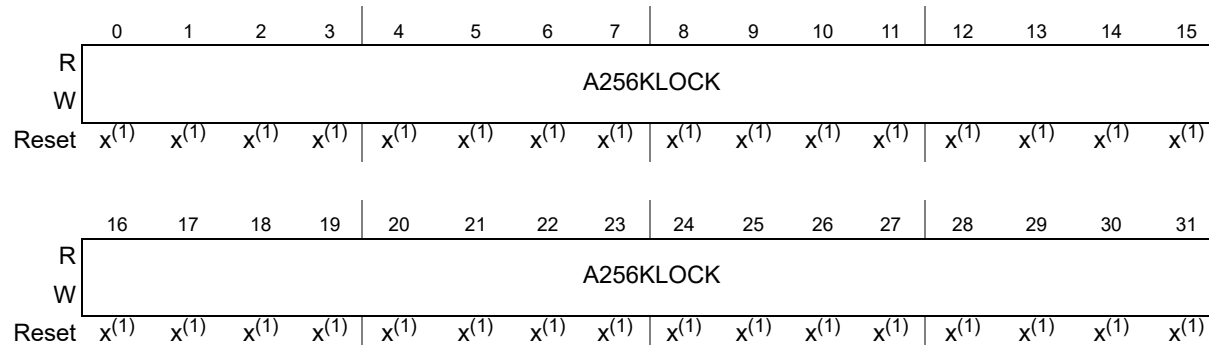 0 1 2 3 4 5 6 7 8 9 10 11 12 13 14 15
R
A256KLOCK
W
Reset x(1) x(1) x(1) x(1) x(1) x(1) x(1) x(1) x(1) x(1) x(1) x(1) x(1) x(1) x(1) x(1)
16 17 18 19 20 21 22 23 24 25 26 27 28 29 30 31
R
A256KLOCK
W
Reset x(1) x(1) x(1) x(1) x(1) x(1) x(1) x(1) x(1) x(1) x(1) x(1) x(1) x(1) x(1) x(1)